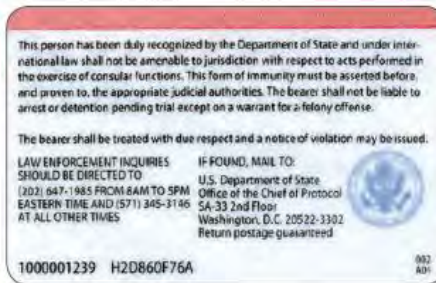 This person has been duly recognized by the Department of State and under inter-
national law shall not be amenable to jurisdiction with respect to acts performed in
the exercise of consular functions. This form of immunity must be asserted before,
and proven to, the appropriate judicial authorities. The bearer shall not be liable to
arrest or detention pending trial except on a warrant for a felony offense.
The bearer shall be treated with due respect and a notice of violation may be issued.
LAW ENFORCEMENT INQUIRIES
SHOULD BE DIRECTED TO
(202) 647-1985 FROM 8AM TO 5PM
EASTERN TIME AND (571) 345-3146
AT ALL OTHER TIMES
IF FOUND, MAIL TO:
U.S. Department of State
Office of the Chief of Protocol
SA-33 2nd Floor
Washington, D.C. 20522-3302
Return postage guaranteed
1000001239 H2D860F76A
002
A01